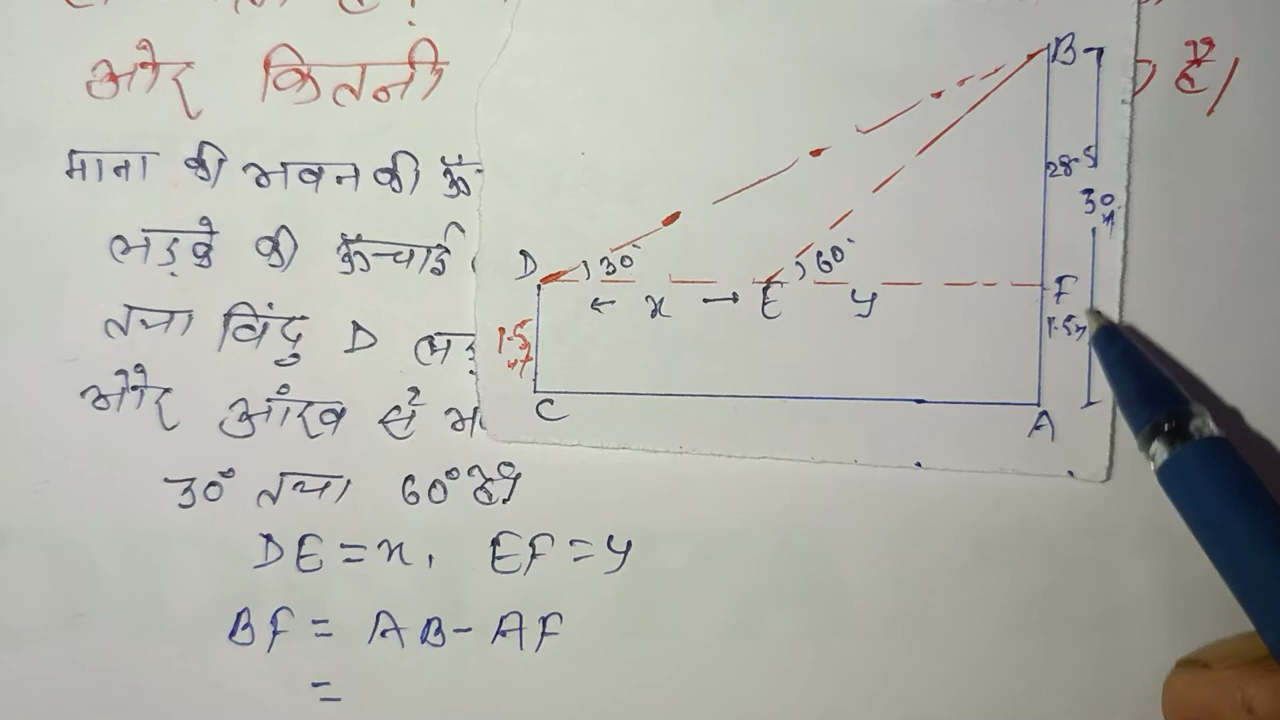 और कितनी
है।
माना की भवन की
लड़के की ऊँचाई
तथा बिंदु D
और आँख से
30° तथा 60° है।
DE = x, EF = y
BF = AB - AF
=
B
28.5
30 म
D 30° 60°
← x → E y F
1.5 म
1.5 म
C A